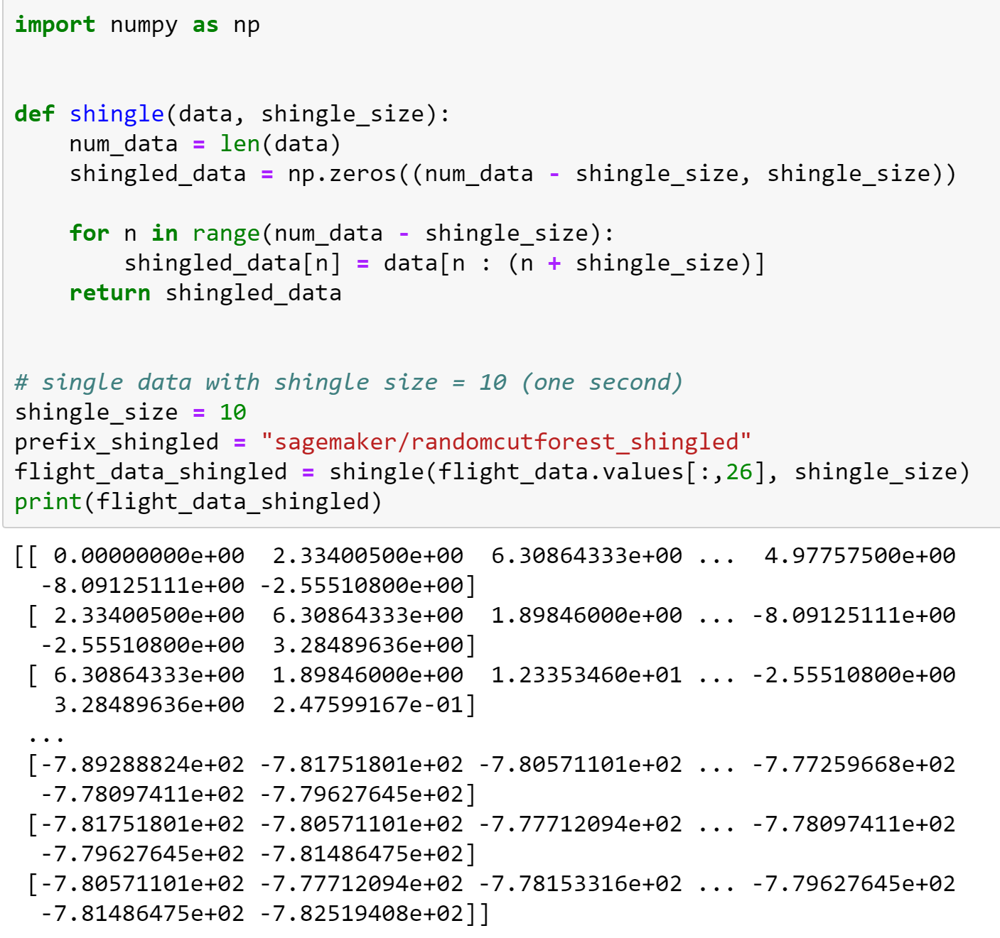 import numpy as np
def shingle(data, shingle_size):
    num_data = len(data)
    shingled_data = np.zeros((num_data - shingle_size, shingle_size))
    for n in range(num_data - shingle_size):
        shingled_data[n] = data[n : (n + shingle_size)]
    return shingled_data
# single data with shingle size = 10 (one second)
shingle_size = 10
prefix_shingled = "sagemaker/randomcutforest_shingled"
flight_data_shingled = shingle(flight_data.values[:,26], shingle_size)
print(flight_data_shingled)
[[ 0.00000000e+00  2.33400500e+00  6.30864333e+00 ...  4.97757500e+00
  -8.09125111e+00 -2.55510800e+00]
 [ 2.33400500e+00  6.30864333e+00  1.89846000e+00 ... -8.09125111e+00
  -2.55510800e+00  3.28489636e+00]
 [ 6.30864333e+00  1.89846000e+00  1.23353460e+01 ... -2.55510800e+00
   3.28489636e+00  2.47599167e-01]
 ...
 [-7.89288824e+02 -7.81751801e+02 -7.80571101e+02 ... -7.77259668e+02
  -7.78097411e+02 -7.79627645e+02]
 [-7.81751801e+02 -7.80571101e+02 -7.77712094e+02 ... -7.78097411e+02
  -7.79627645e+02 -7.81486475e+02]
 [-7.80571101e+02 -7.77712094e+02 -7.78153316e+02 ... -7.79627645e+02
  -7.81486475e+02 -7.82519408e+02]]